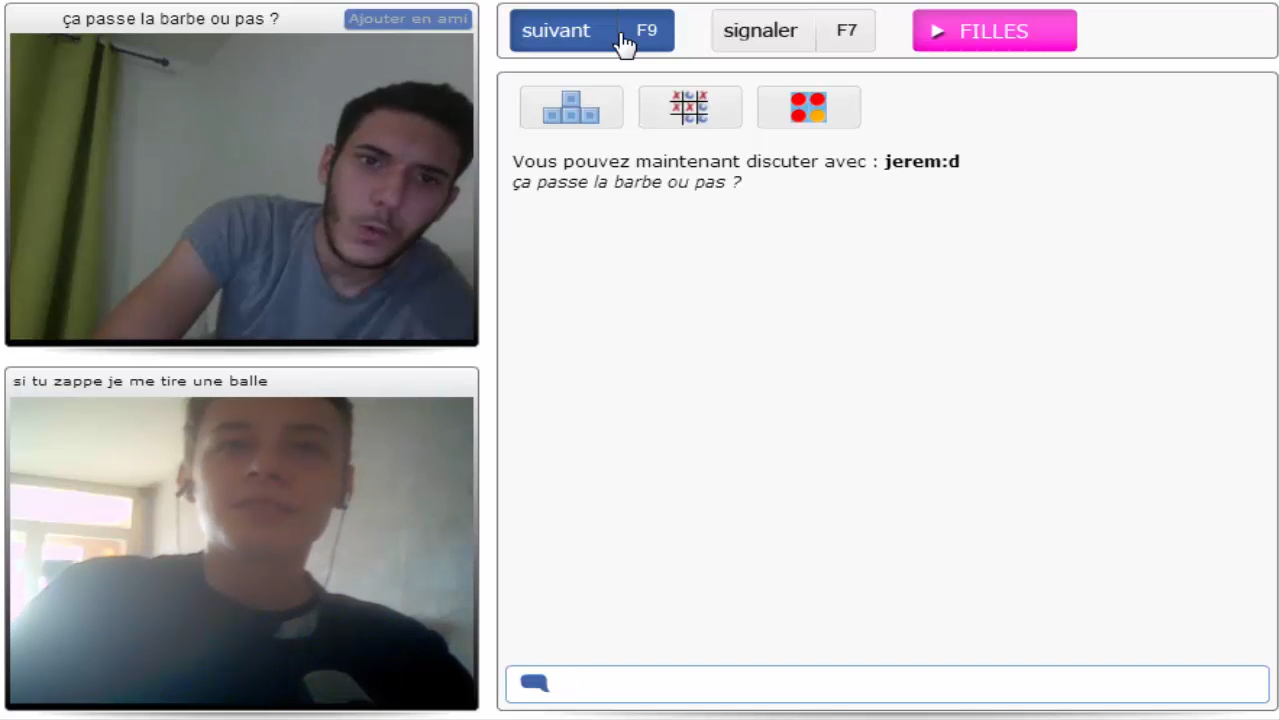 ça passe la barbe ou pas ?
Ajouter en ami
suivant F9
signaler F7
FILLES
Vous pouvez maintenant discuter avec : jerem:d
ça passe la barbe ou pas ?
si tu zappe je me tire une balle